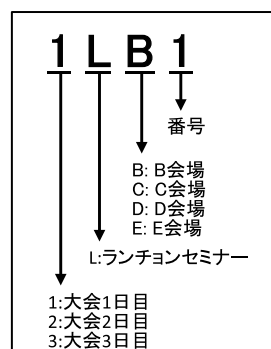 1LB1
番号
B: B会場
C: C会場
D: D会場
E: E会場
L:ランチョンセミナー
1:大会1日目
2:大会2日目
3:大会3日目